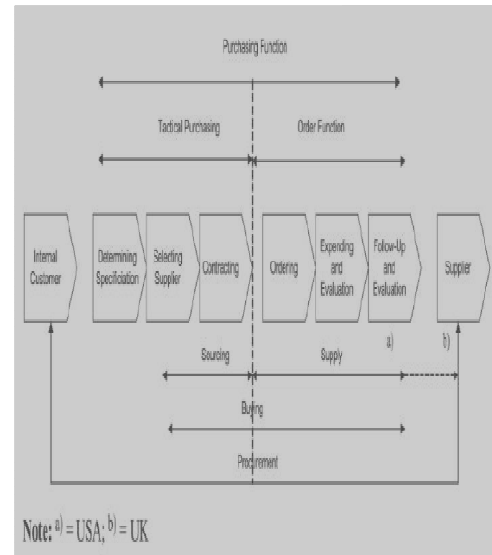 Purchasing Function
Tactical Purchasing
Order Function
Internal
Customer
Determining
Specificiation
Selecting
Supplier
Contracting
Ordering
Expending
and
Evaluation
Follow-Up
and
Evaluation
Supplier
a)
b)
Sourcing
Supply
Buying
Procurement
Note: a) = USA; b) = UK